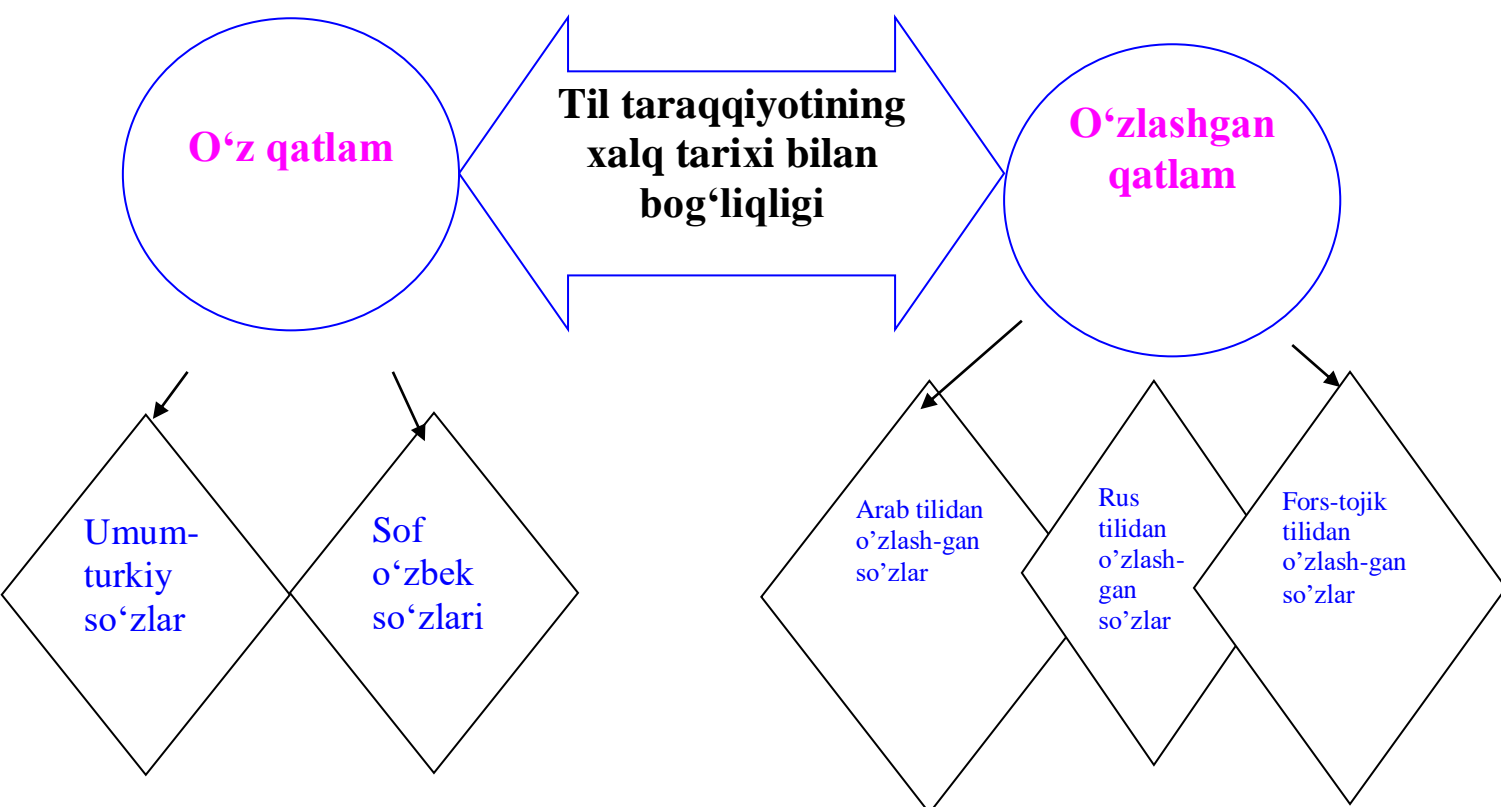 O‘z qatlam
Til taraqqiyotining
xalq tarixi bilan
bog‘liqligi
O‘zlashgan
qatlam
Umum-
turkiy
so‘zlar
Sof
o‘zbek
so‘zlari
Arab tilidan
o’zlash-gan
so’zlar
Rus
tilidan
o’zlash-
gan
so’zlar
Fors-tojik
tilidan
o’zlash-gan
so’zlar